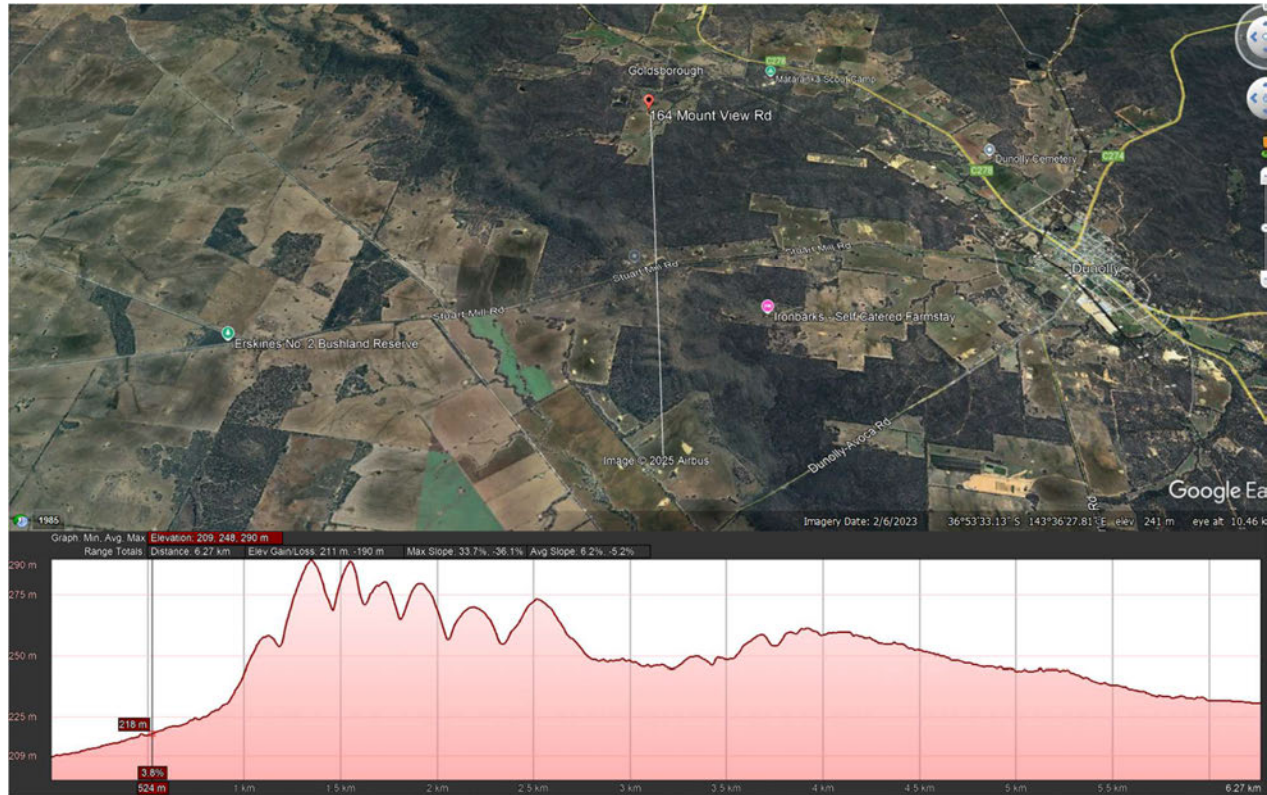 Goldsborough
C278
Mataranka Scout Camp
164 Mount View Rd
Dunolly Cemetery
C274
C278
Stuart Mill Rd
Stuart Mill Rd
Dunolly
Stuart Mill Rd
Ironbarks - Self Catered Farmstay
Erskines No. 2 Bushland Reserve
Dunolly-Avoca Rd
Image © 2025 Airbus
Rd
Google Ea
1985
Imagery Date: 2/6/2023 36°53'33.13" S 143°36'27.81" E elev 241 m eye alt 10.46 k
Graph: Min, Avg, Max Elevation: 209, 248, 290 m
Range Totals Distance: 6.27 km Elev Gain/Loss: 211 m, -190 m Max Slope: 33.7%, -36.1% Avg Slope: 6.2%, -5.2%
290 m
275 m
250 m
225 m
218 m
209 m
3.8%
524 m 1 km 1.5 km 2 km 2.5 km 3 km 3.5 km 4 km 4.5 km 5 km 5.5 km 6.27 km